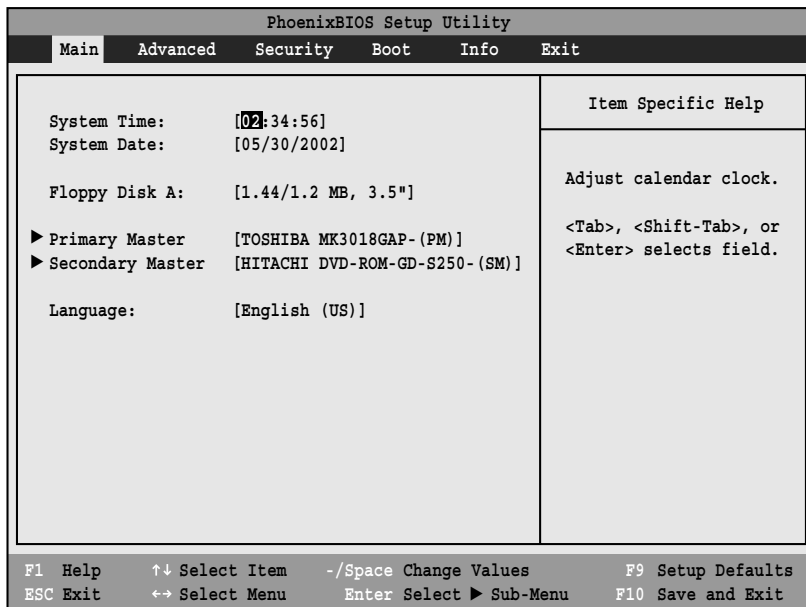 PhoenixBIOS Setup Utility
Main Advanced Security Boot Info Exit
System Time: [02:34:56]
System Date: [05/30/2002]
Floppy Disk A: [1.44/1.2 MB, 3.5"]
▶ Primary Master [TOSHIBA MK3018GAP-(PM)]
▶ Secondary Master [HITACHI DVD-ROM-GD-S250-(SM)]
Language: [English (US)]
Item Specific Help
Adjust calendar clock.
<Tab>, <Shift-Tab>, or
<Enter> selects field.
F1 Help ↑↓ Select Item -/Space Change Values F9 Setup Defaults
ESC Exit ←→ Select Menu Enter Select ▶ Sub-Menu F10 Save and Exit